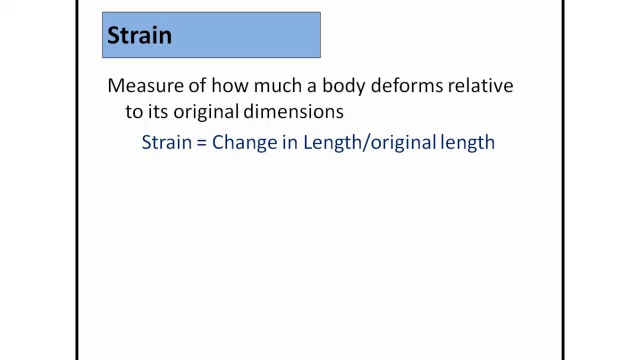 Strain
Measure of how much a body deforms relative
to its original dimensions
Strain = Change in Length/original length